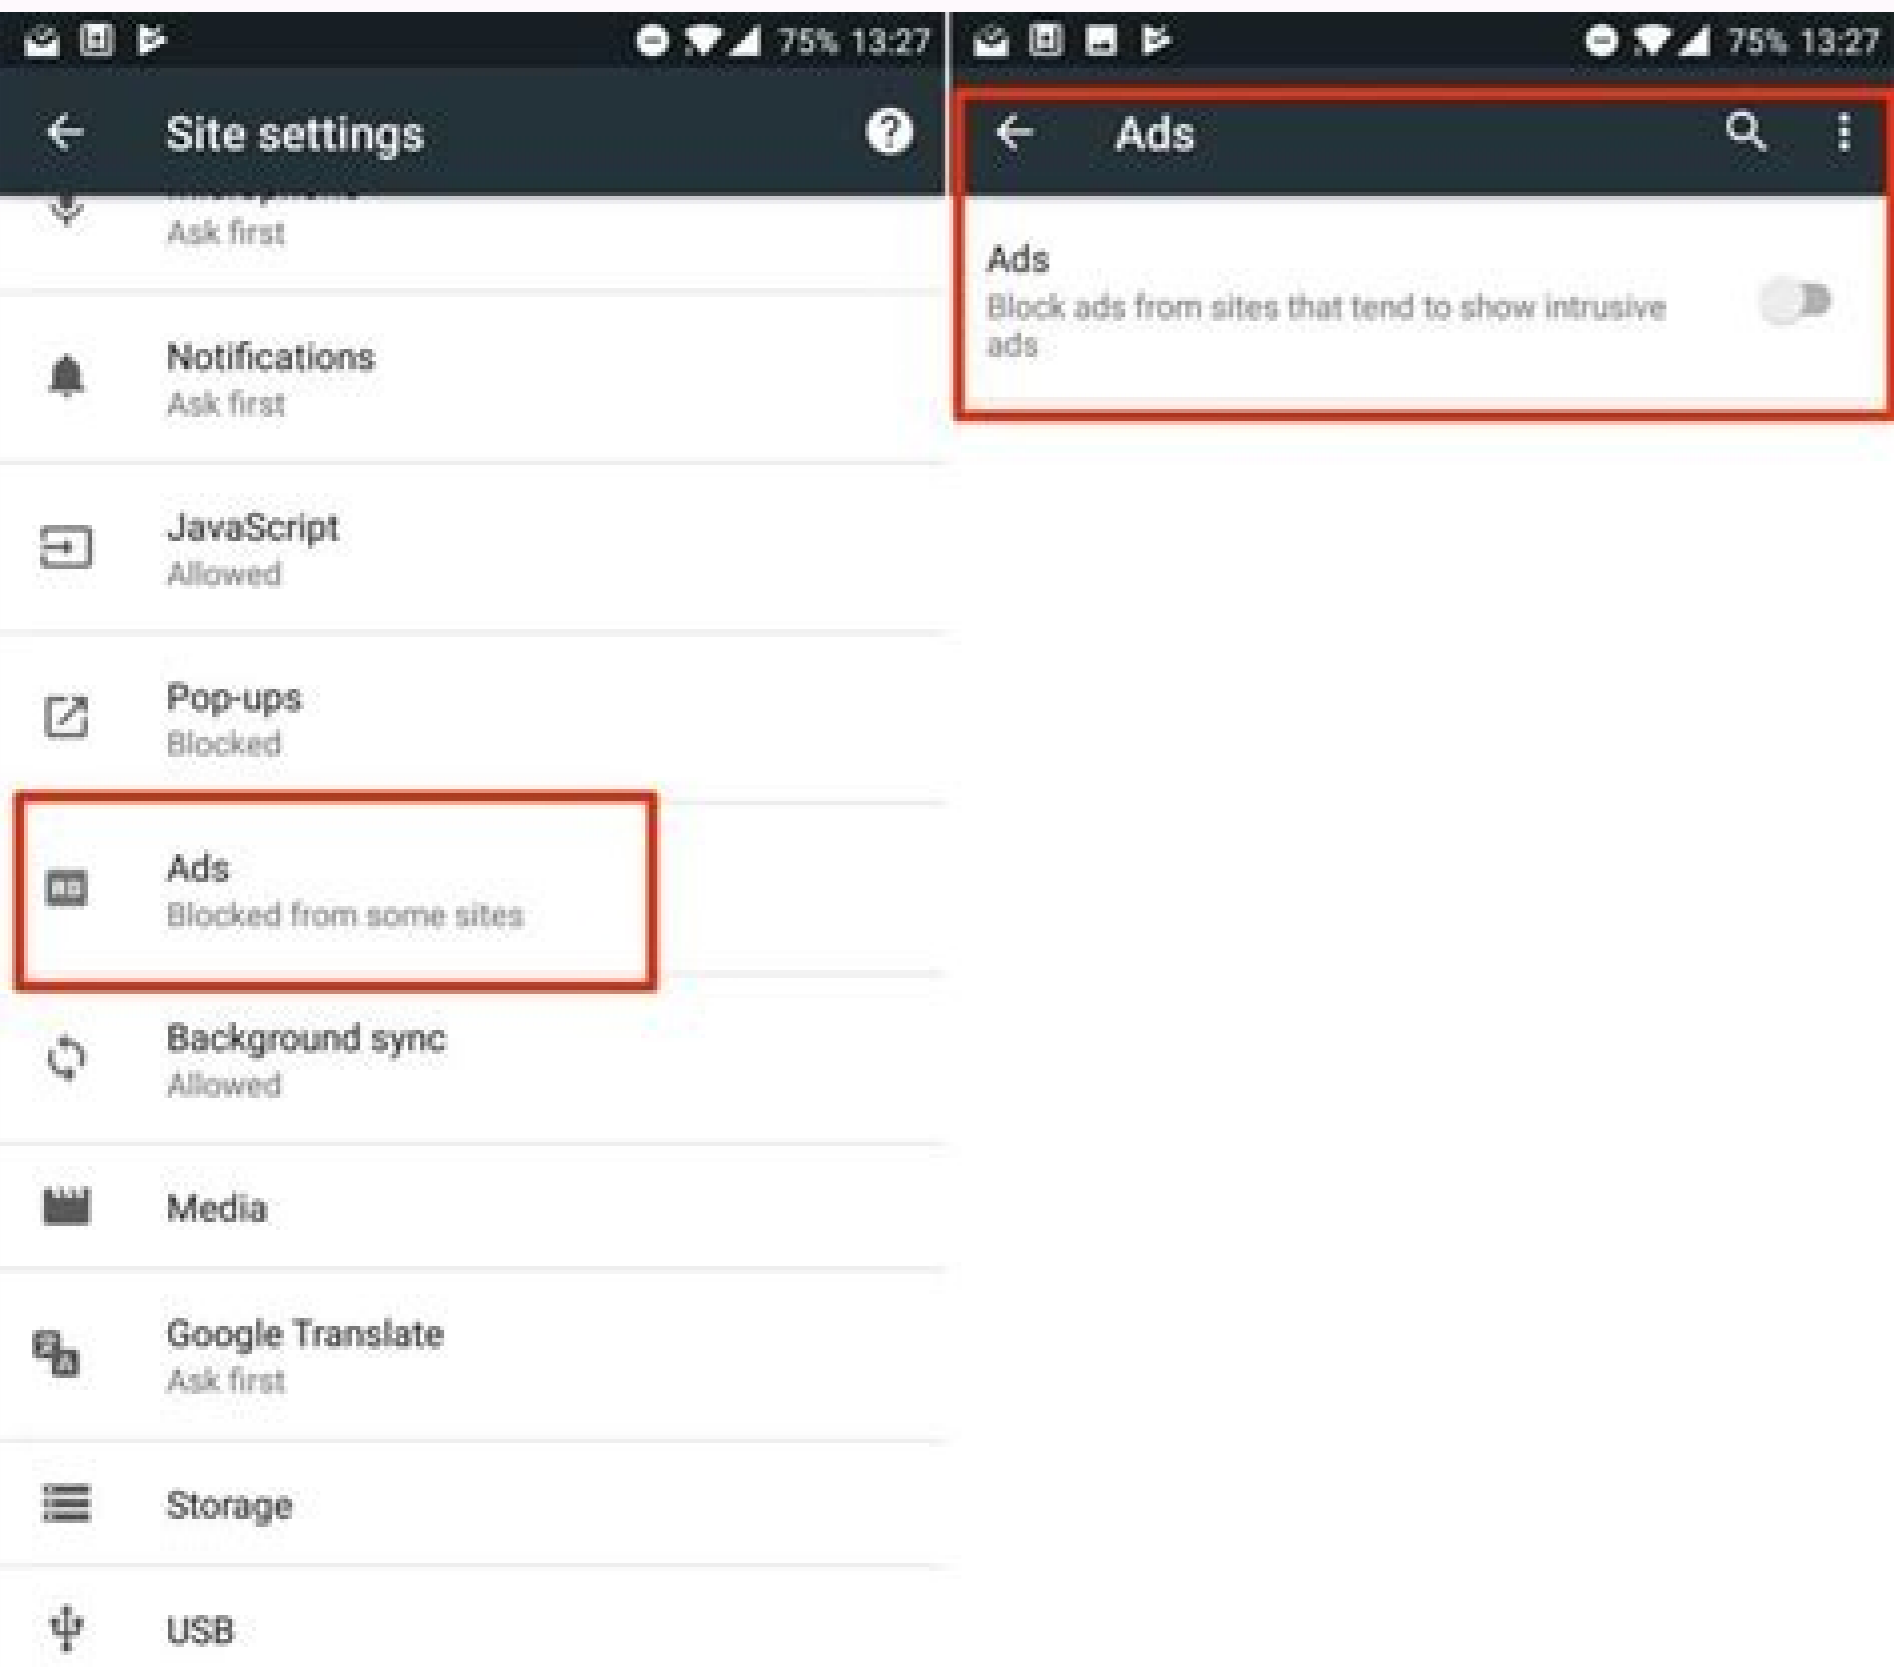 75% 13:27
Site settings
Ask first
Notifications
Ask first
JavaScript
Allowed
Pop-ups
Blocked
Ads
Blocked from some sites
Background sync
Allowed
Media
Google Translate
Ask first
Storage
USB
75% 13:27
Ads
Ads
Block ads from sites that tend to show intrusive
ads